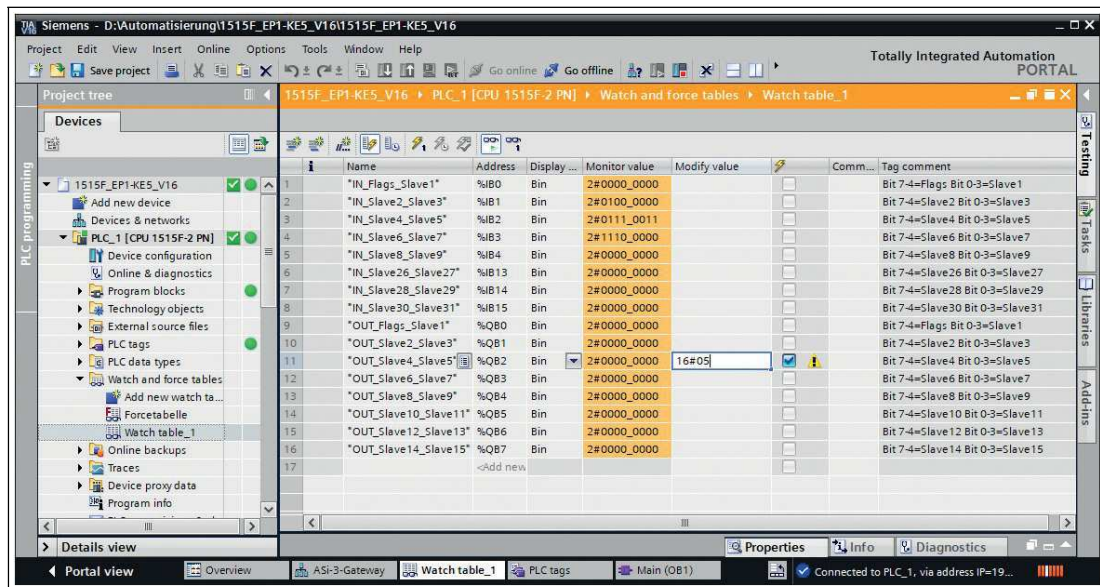 Siemens - D:\Automatisierung\1515F_EP1-KE5_V16\1515F_EP1-KE5_V16
Project Edit View Insert Online Options Tools Window Help
Totally Integrated Automation
PORTAL
Save project Go online Go offline
Project tree
1515F_EP1-KE5_V16 PLC_1 [CPU 1515F-2 PN] Watch and force tables Watch table_1
Devices
i Name Address Display ... Monitor value Modify value Comm... Tag comment
1 "IN_Flags_Slave1" %IB0 Bin 2#0000_0000 Bit 7-4=Flags Bit 0-3=Slave1
2 "IN_Slave2_Slave3" %IB1 Bin 2#0100_0000 Bit 7-4=Slave2 Bit 0-3=Slave3
3 "IN_Slave4_Slave5" %IB2 Bin 2#0111_0011 Bit 7-4=Slave4 Bit 0-3=Slave5
4 "IN_Slave6_Slave7" %IB3 Bin 2#1110_0000 Bit 7-4=Slave6 Bit 0-3=Slave7
5 "IN_Slave8_Slave9" %IB4 Bin 2#0000_0000 Bit 7-4=Slave8 Bit 0-3=Slave9
6 "IN_Slave26_Slave27" %IB13 Bin 2#0000_0000 Bit 7-4=Slave26 Bit 0-3=Slave27
7 "IN_Slave28_Slave29" %IB14 Bin 2#0000_0000 Bit 7-4=Slave28 Bit 0-3=Slave29
8 "IN_Slave30_Slave31" %IB15 Bin 2#0000_0000 Bit 7-4=Slave30 Bit 0-3=Slave31
9 "OUT_Flags_Slave1" %QB0 Bin 2#0000_0000 Bit 7-4=Flags Bit 0-3=Slave1
10 "OUT_Slave2_Slave3" %QB1 Bin 2#0000_0000 Bit 7-4=Slave2 Bit 0-3=Slave3
11 "OUT_Slave4_Slave5" %QB2 Bin 2#0000_0000 16#05 Bit 7-4=Slave4 Bit 0-3=Slave5
12 "OUT_Slave6_Slave7" %QB3 Bin 2#0000_0000 Bit 7-4=Slave6 Bit 0-3=Slave7
13 "OUT_Slave8_Slave9" %QB4 Bin 2#0000_0000 Bit 7-4=Slave8 Bit 0-3=Slave9
14 "OUT_Slave10_Slave11" %QB5 Bin 2#0000_0000 Bit 7-4=Slave10 Bit 0-3=Slave11
15 "OUT_Slave12_Slave13" %QB6 Bin 2#0000_0000 Bit 7-4=Slave12 Bit 0-3=Slave13
16 "OUT_Slave14_Slave15" %QB7 Bin 2#0000_0000 Bit 7-4=Slave14 Bit 0-3=Slave15
17 <Add new
1515F_EP1-KE5_V16
Add new device
Devices & networks
PLC_1 [CPU 1515F-2 PN]
Device configuration
Online & diagnostics
Program blocks
Technology objects
External source files
PLC tags
PLC data types
Watch and force tables
Add new watch ta...
Forcetabelle
Watch table_1
Online backups
Traces
Device proxy data
Program info
PLC programming
Testing
Tasks
Libraries
Add-ins
Properties Info Diagnostics
Details view
Portal view Overview ASi-3-Gateway Watch table_1 PLC tags Main (OB1) Connected to PLC_1, via address IP=19...